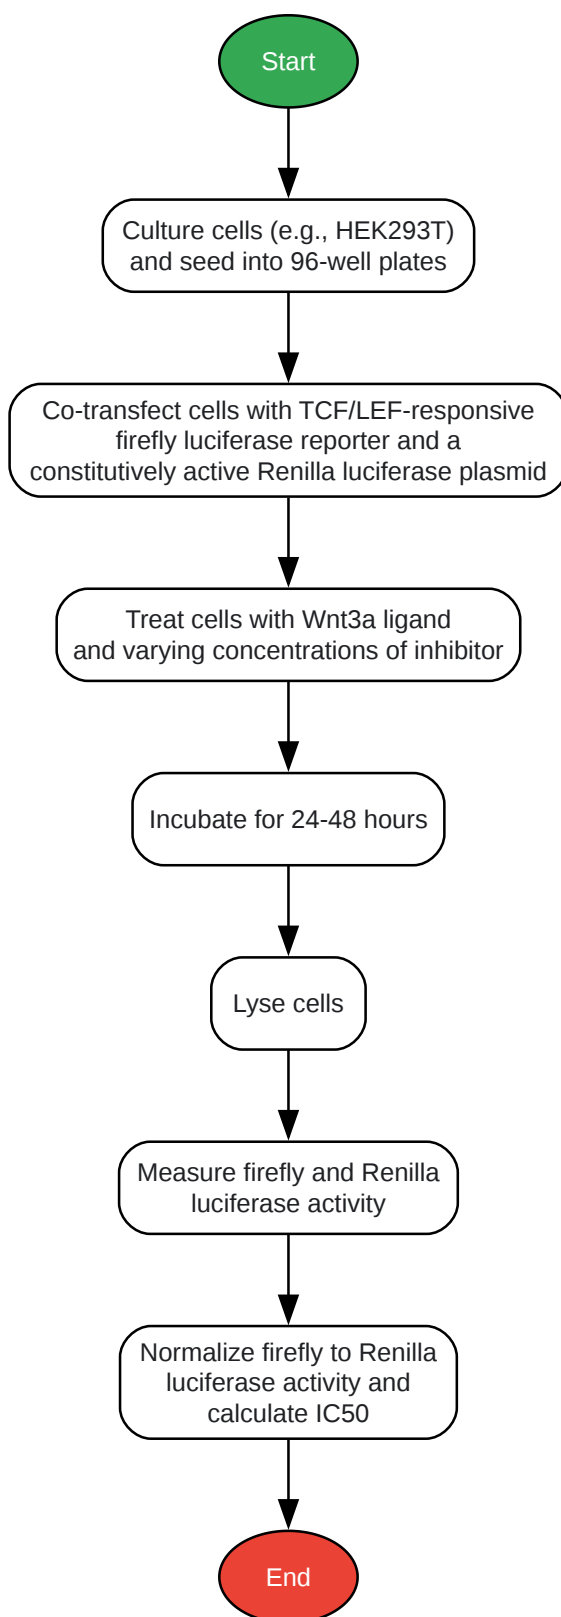 Start
Culture cells (e.g., HEK293T)
and seed into 96-well plates
Co-transfect cells with TCF/LEF-responsive
firefly luciferase reporter and a
constitutively active Renilla luciferase plasmid
Treat cells with Wnt3a ligand
and varying concentrations of inhibitor
Incubate for 24-48 hours
Lyse cells
Measure firefly and Renilla
luciferase activity
Normalize firefly to Renilla
luciferase activity and
calculate IC50
End